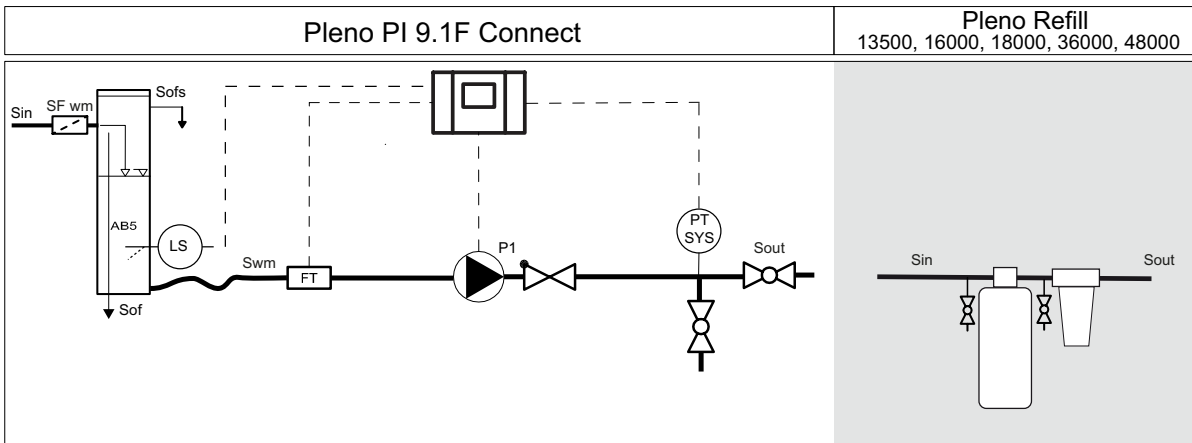 Pleno PI 9.1F Connect
Pleno Refill
13500, 16000, 18000, 36000, 48000
Sin
SF wm
Sofs
AB5
LS
Sof
Swm
FT
P1
PT
SYS
Sout
Sin
Sout